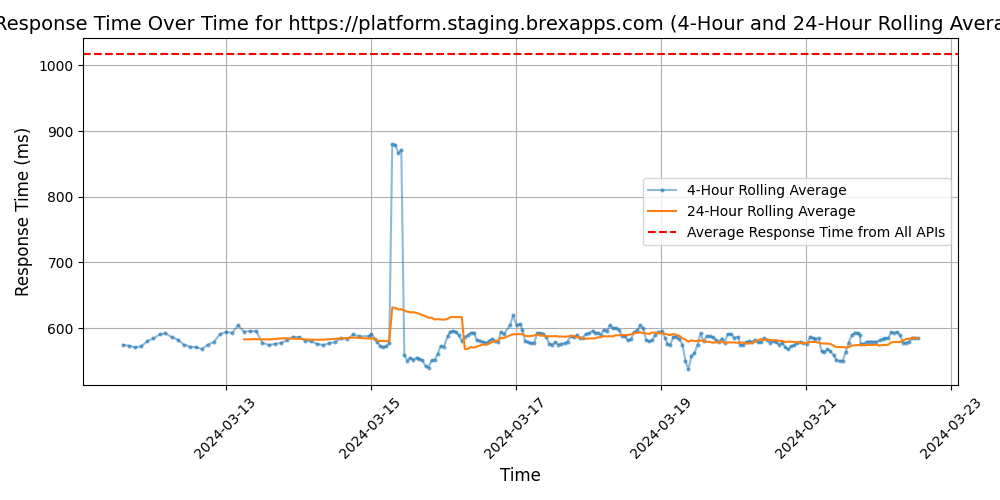 Response Time Over Time for https://platform.staging.brexapps.com (4-Hour and 24-Hour Rolling Avera
Response Time (ms)
1000
900
800
700
600
4-Hour Rolling Average
24-Hour Rolling Average
Average Response Time from All APIs
2024-03-13
2024-03-15
2024-03-17
2024-03-19
2024-03-21
2024-03-23
Time